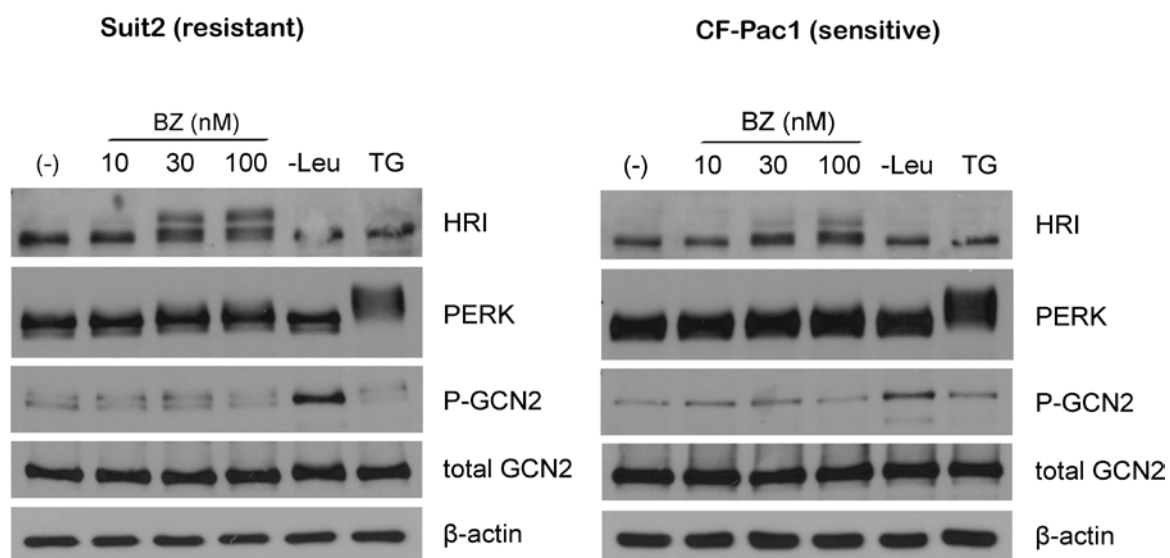 Suit2 (resistant)
BZ (nM)
(-) 10 30 100 -Leu TG
HRI
PERK
P-GCN2
total GCN2
β-actin
CF-Pac1 (sensitive)
BZ (nM)
(-) 10 30 100 -Leu TG
HRI
PERK
P-GCN2
total GCN2
β-actin